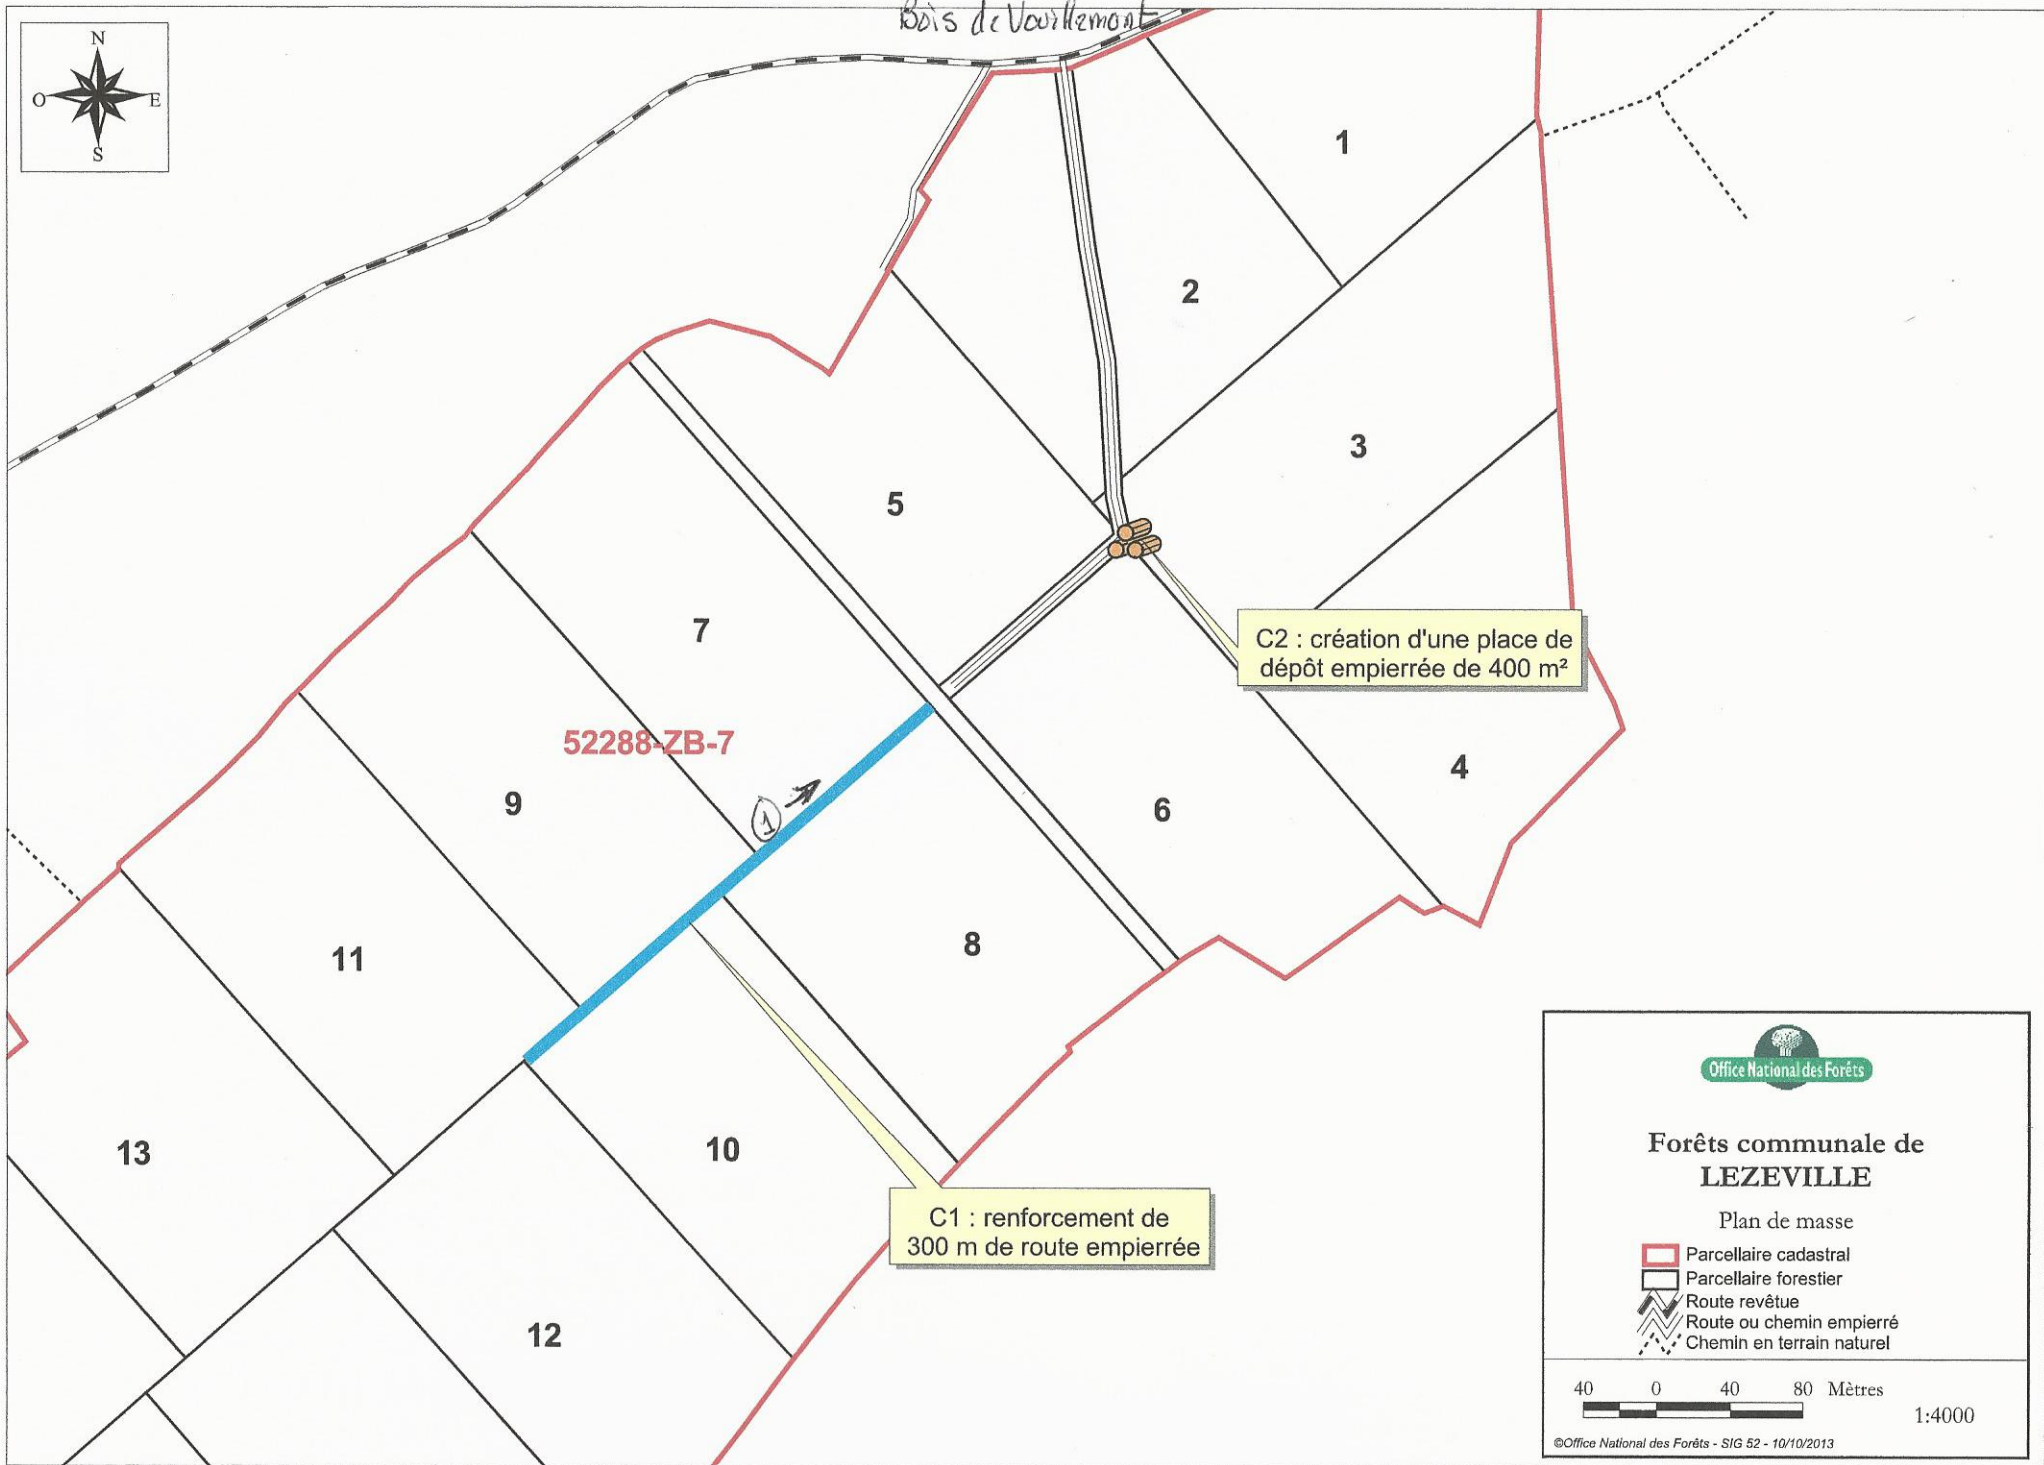 Bois de Vouillemont
N
O E
S
1
2
3
5
7
C2 : création d'une place de
dépôt empierrée de 400 m²
52288-ZB-7
4
9
1
6
8
11
13
10
C1 : renforcement de
300 m de route empierrée
12
Office National des Forêts
Forêts communale de
LEZEVILLE
Plan de masse
Parcellaire cadastral
Parcellaire forestier
Route revêtue
Route ou chemin empierré
Chemin en terrain naturel
40 0 40 80 Mètres
1:4000
©Office National des Forêts - SIG 52 - 10/10/2013